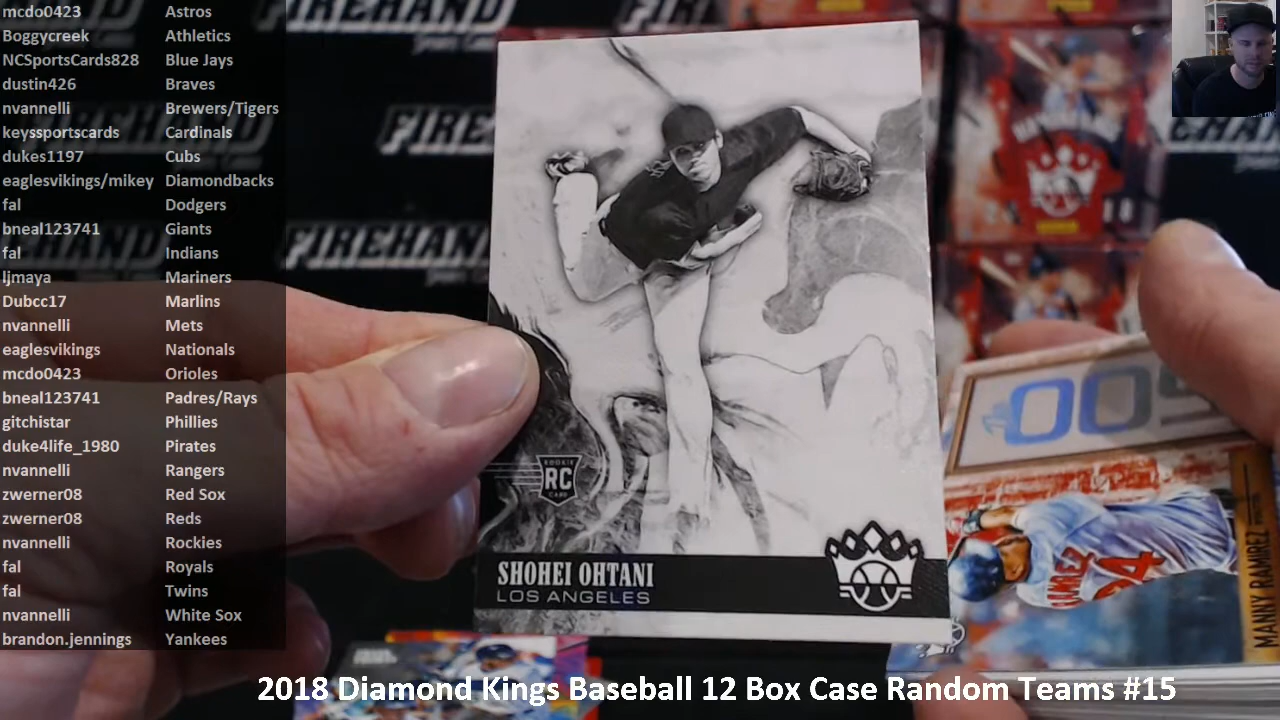 mcdo0423 Astros
Boggycreek Athletics
NCSportsCards828 Blue Jays
dustin426 Braves
nvannelli Brewers/Tigers
keyssportscards Cardinals
dukes1197 Cubs
eaglesvikings/mikey Diamondbacks
fal Dodgers
bneal123741 Giants
fal Indians
ljmaya Mariners
Dubcc17 Marlins
nvannelli Mets
eaglesvikings Nationals
mcdo0423 Orioles
bneal123741 Padres/Rays
gitchistar Phillies
duke4life_1980 Pirates
nvannelli Rangers
zwerner08 Red Sox
zwerner08 Reds
nvannelli Rockies
fal Royals
fal Twins
nvannelli White Sox
brandon.jennings Yankees
FIREHAND
ROOKIE
RC
CARD
SHOHEI OHTANI
LOS ANGELES
MANNY RAMIREZ
24
2018 Diamond Kings Baseball 12 Box Case Random Teams #15